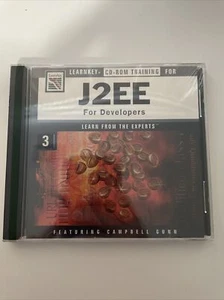 LEARNKEY CD-ROM TRAINING FOR
J2EE
For Developers
LEARN FROM THE EXPERTS
3
FEATURING CAMPBELL GUNN